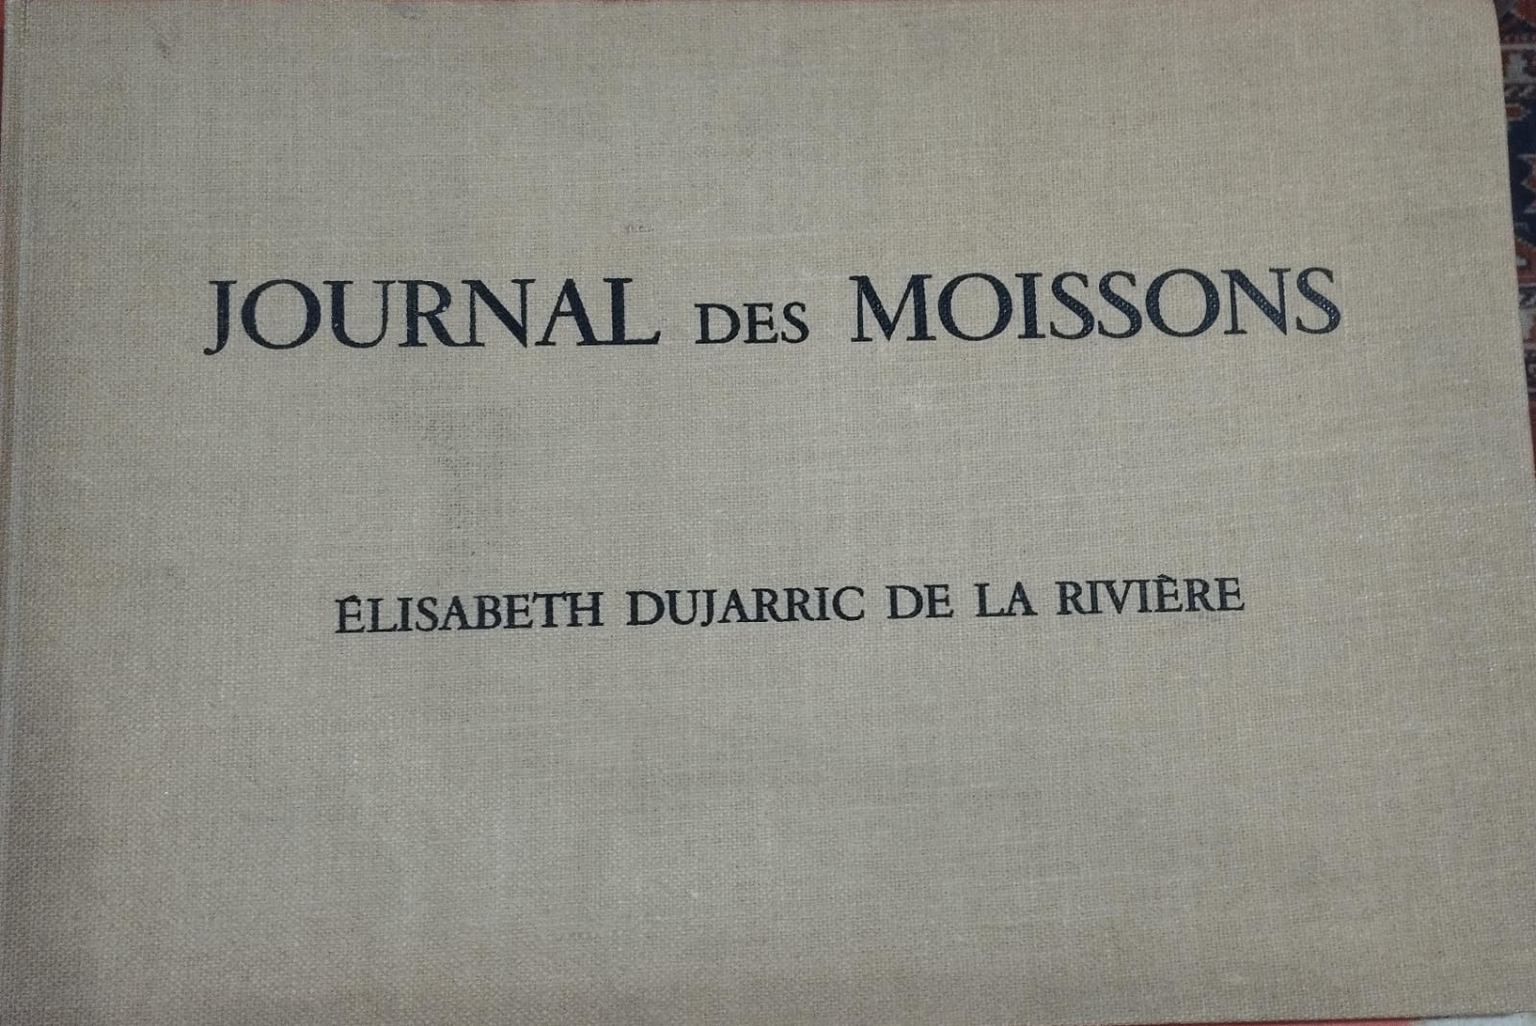 JOURNAL DES MOISSONS
ÉLISABETH DUJARRIC DE LA RIVIÈRE